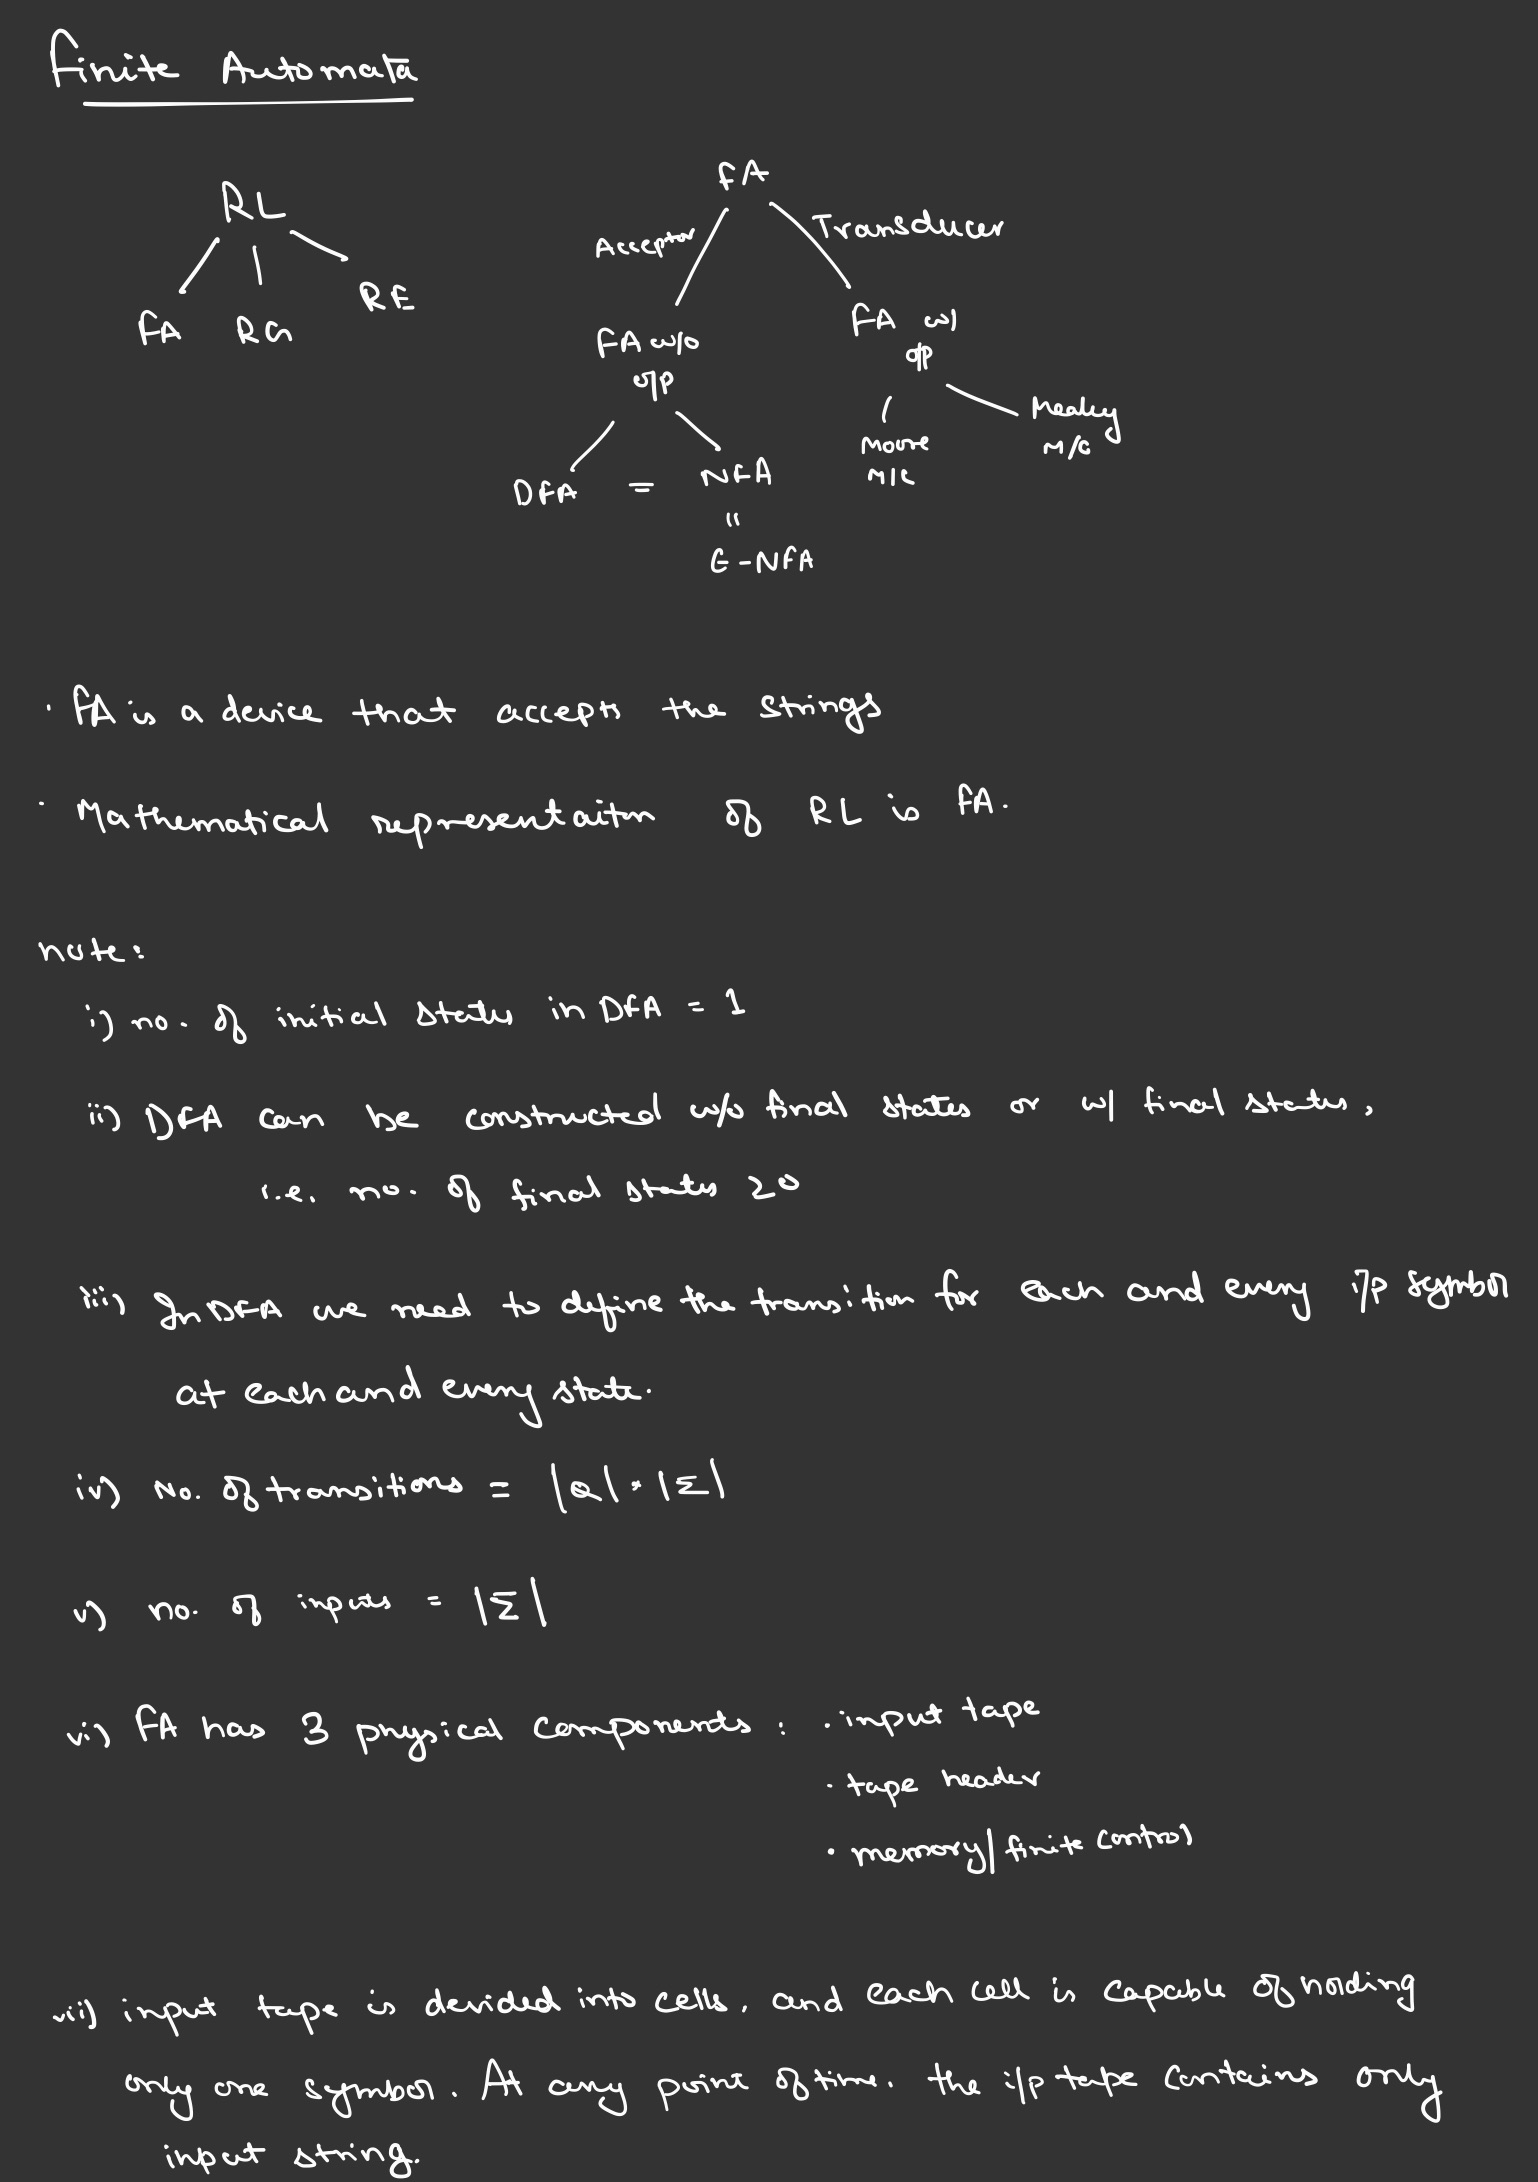 Finite Automata
RL
FA RG RE
FA
Acceptor Transducer
FA w/o o/p
FA w/ o/p
DFA = NFA
"
Moore M/C
Mealey M/C
ϵ-NFA
· FA is a device that accepts the strings
· Mathematical representaiton of RL is FA.
note:
i) no. of initial states in DFA = 1
ii) DFA can be constructed w/o final states or w/ final states,
i.e. no. of final states ≥0
iii) In DFA we need to define the transition for each and every i/p symbol
at each and every state.
iv) No. of transitions = |Q| * |Σ|
v) no. of inputs = |Σ|
vi) FA has 3 physical components : · input tape
· tape header
· memory/finite control
vii) input tape is devided into cells, and each cell is capable of holding
only one symbol. At any point of time. the i/p tape contains only
input string.